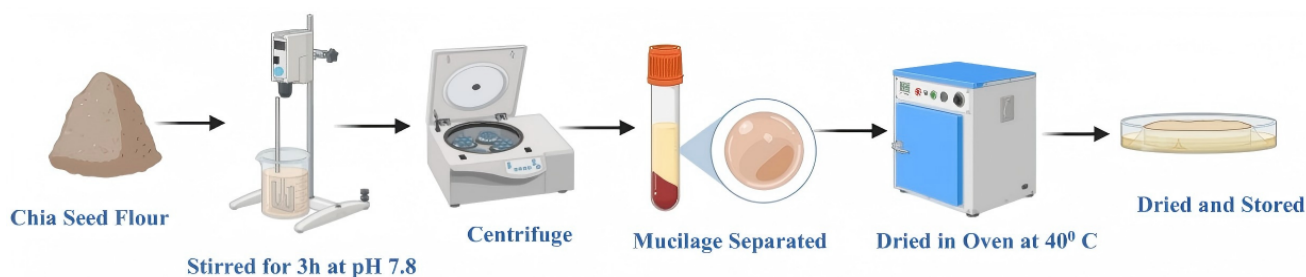 Chia Seed Flour
Stirred for 3h at pH 7.8
Centrifuge
Mucilage Separated
Dried in Oven at 40⁰ C
Dried and Stored